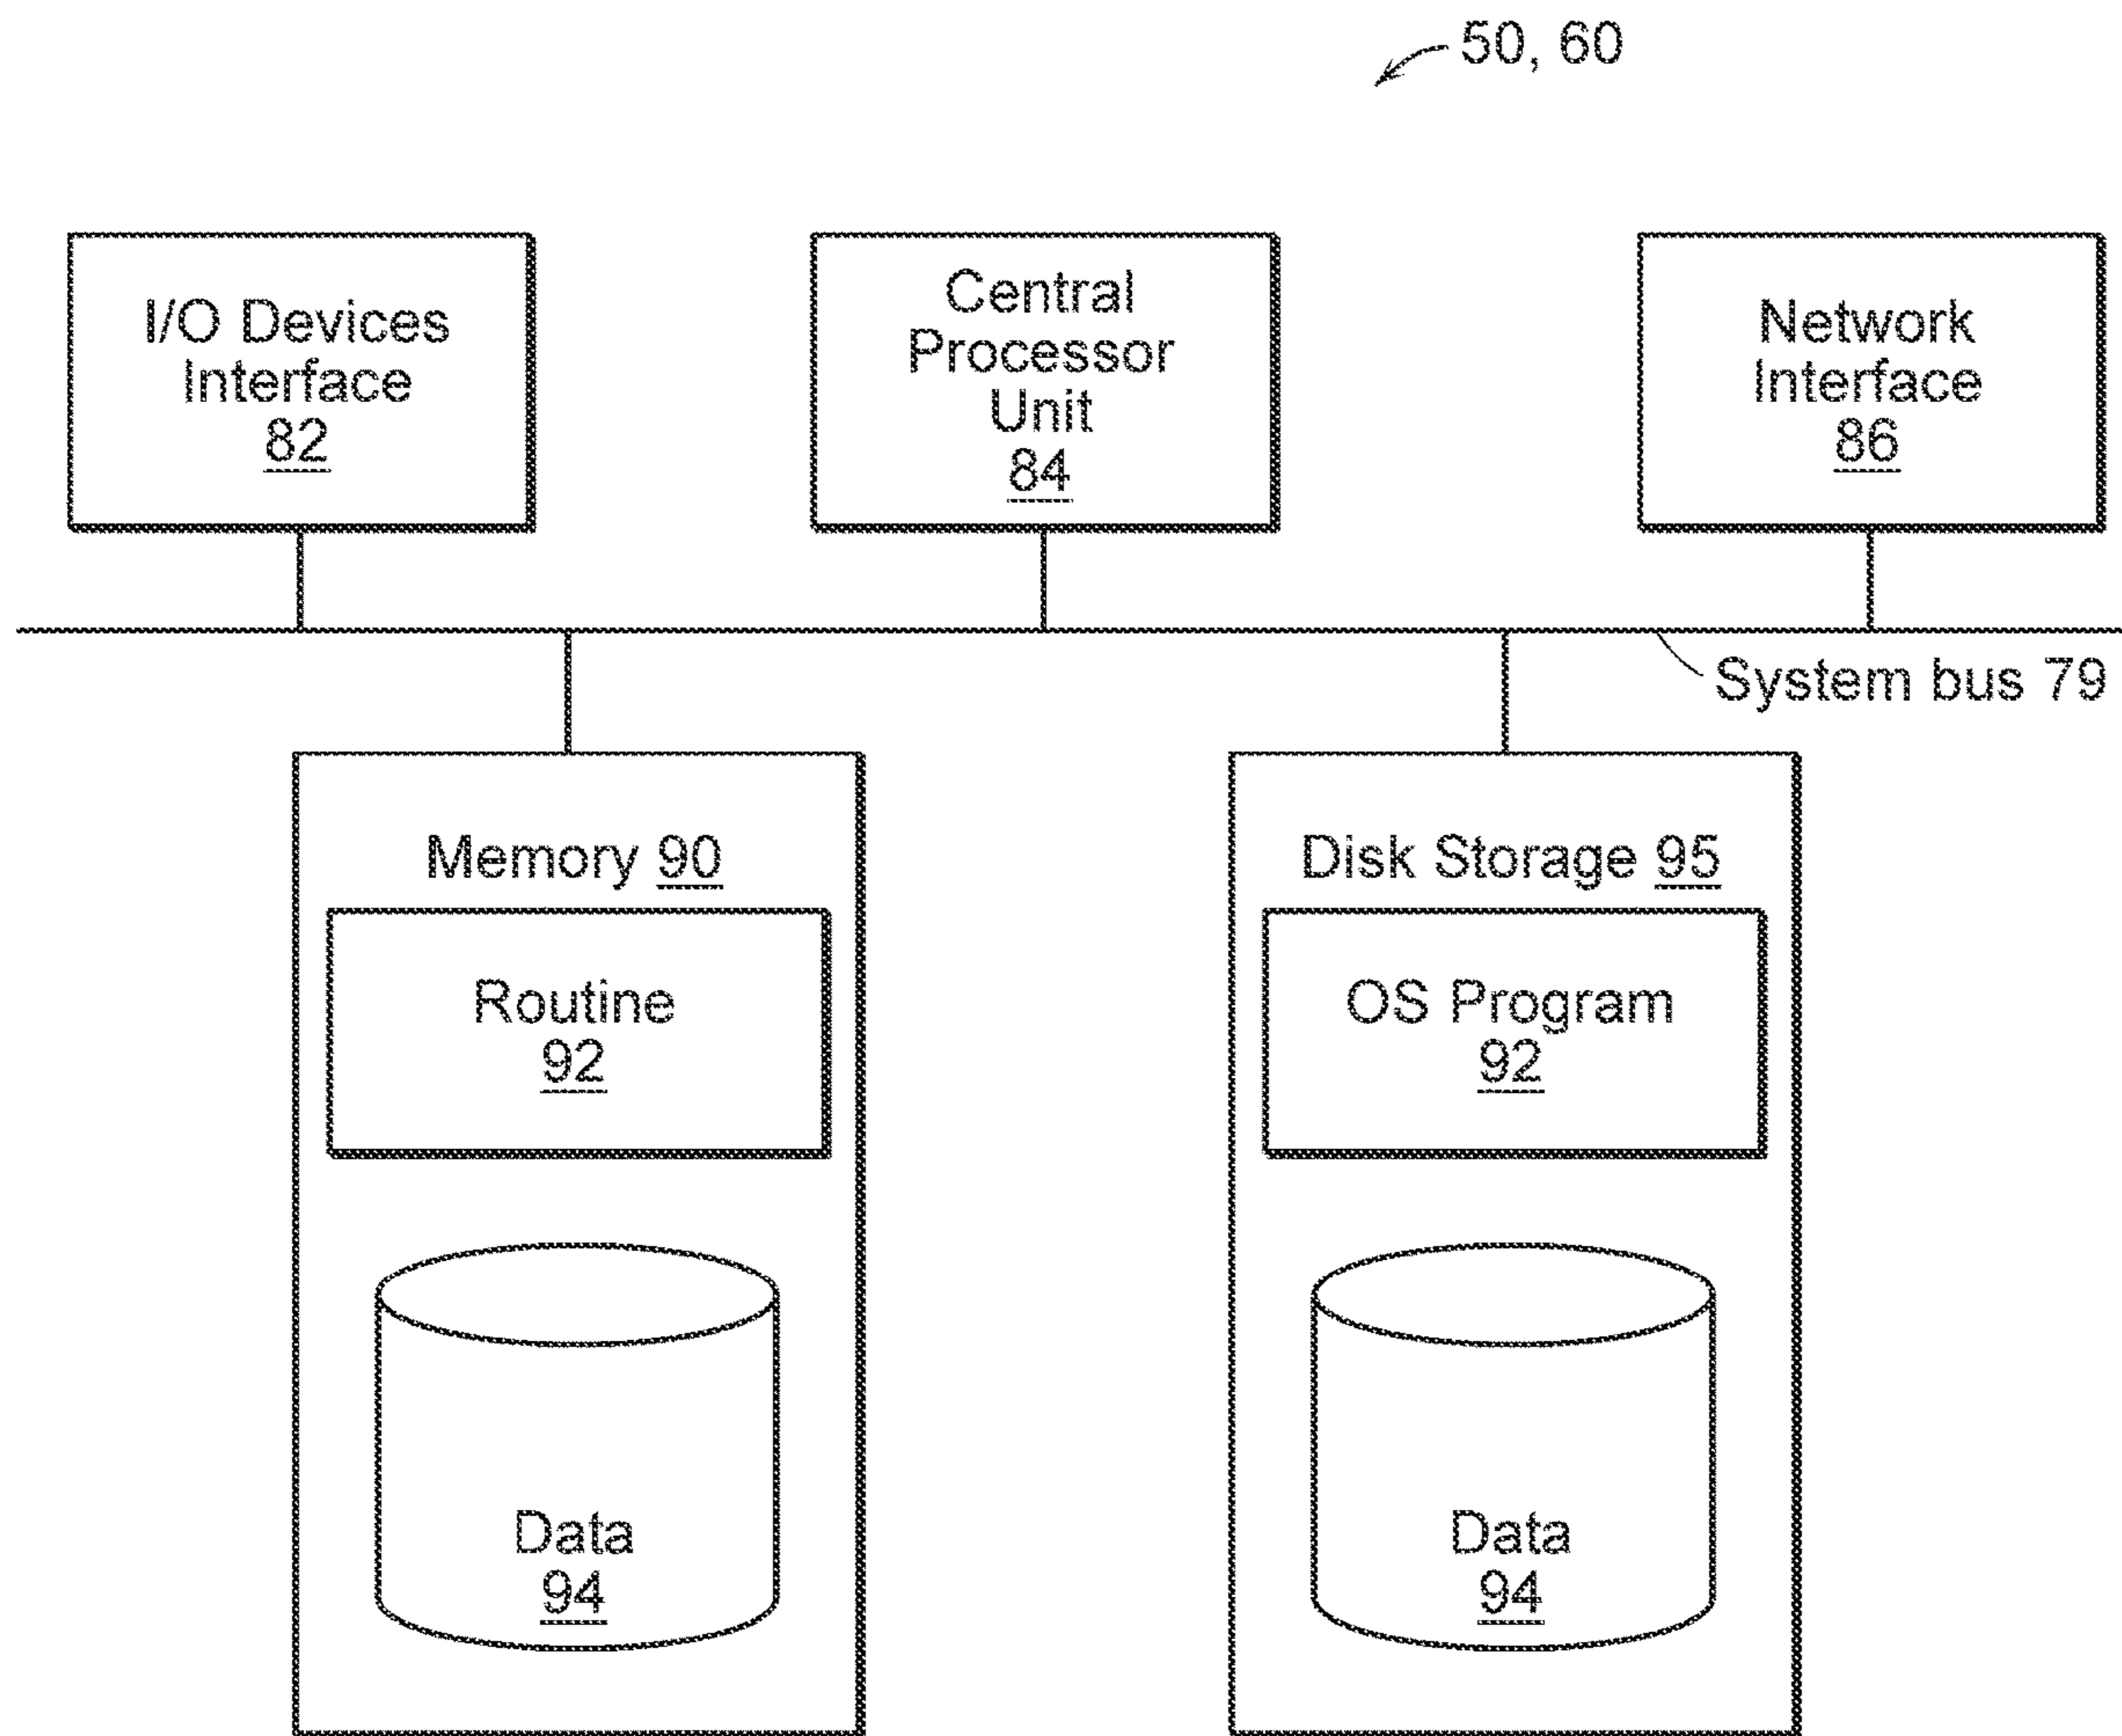 50, 60
I/O Devices
Interface
82
Central
Processor
Unit
84
Network
Interface
86
System bus 79
Memory 90
Routine
92
Data
94
Disk Storage 95
OS Program
92
Data
94